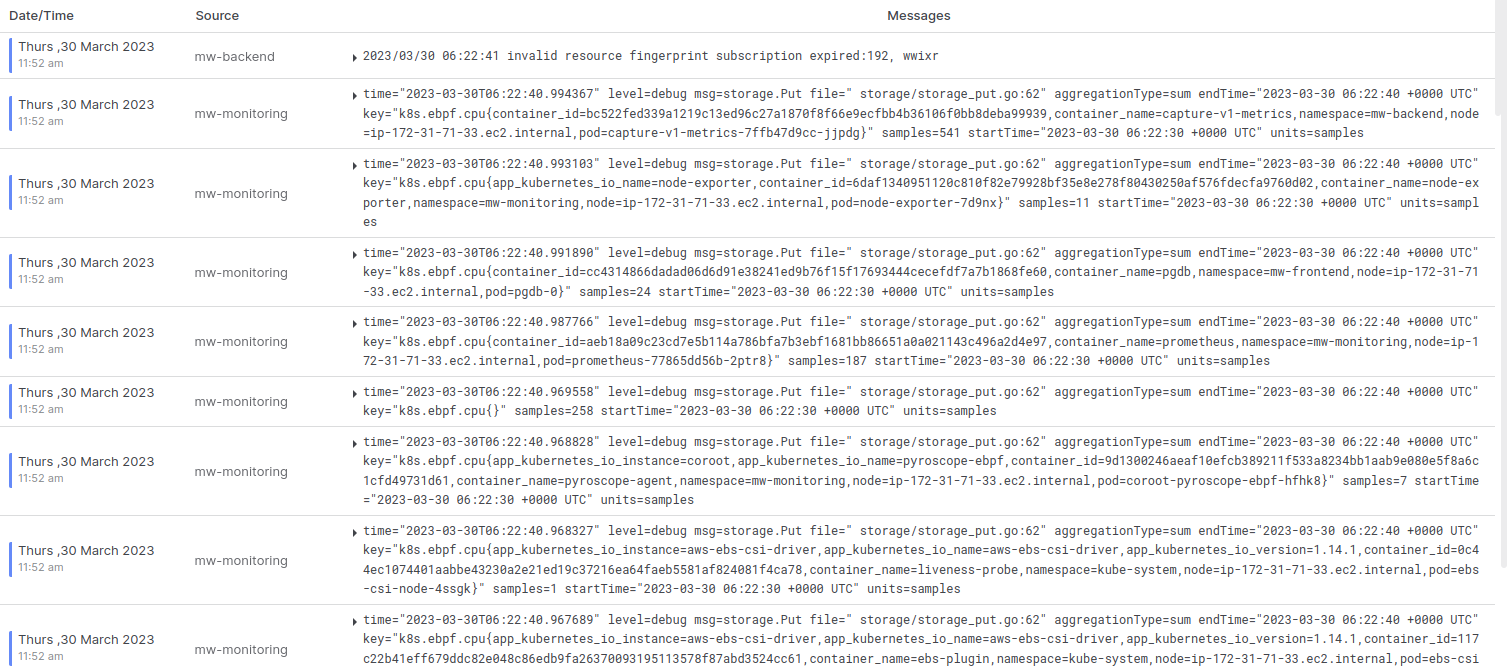 Date/Time Source Messages
Thurs ,30 March 2023
11:52 am
mw-backend
2023/03/30 06:22:41 invalid resource fingerprint subscription expired:192, wwixr
Thurs ,30 March 2023
11:52 am
mw-monitoring
time="2023-03-30T06:22:40.994367" level=debug msg=storage.Put file=" storage/storage_put.go:62" aggregationType=sum endTime="2023-03-30 06:22:40 +0000 UTC"
key="k8s.ebpf.cpu{container_id=bc522fed339a1219c13ed96c27a1870f8f66e9ecfbb4b36106f0bb8deba99939,container_name=capture-v1-metrics,namespace=mw-backend,node
=ip-172-31-71-33.ec2.internal,pod=capture-v1-metrics-7ffb47d9cc-jjpdg}" samples=541 startTime="2023-03-30 06:22:30 +0000 UTC" units=samples
Thurs ,30 March 2023
11:52 am
mw-monitoring
time="2023-03-30T06:22:40.993103" level=debug msg=storage.Put file=" storage/storage_put.go:62" aggregationType=sum endTime="2023-03-30 06:22:40 +0000 UTC"
key="k8s.ebpf.cpu{app_kubernetes_io_name=node-exporter,container_id=6daf1340951120c810f82e79928bf35e8e278f80430250af576fdecfa9760d02,container_name=node-ex
porter,namespace=mw-monitoring,node=ip-172-31-71-33.ec2.internal,pod=node-exporter-7d9nx}" samples=11 startTime="2023-03-30 06:22:30 +0000 UTC" units=sampl
es
Thurs ,30 March 2023
11:52 am
mw-monitoring
time="2023-03-30T06:22:40.991890" level=debug msg=storage.Put file=" storage/storage_put.go:62" aggregationType=sum endTime="2023-03-30 06:22:40 +0000 UTC"
key="k8s.ebpf.cpu{container_id=cc4314866dadad06d6d91e38241ed9b76f15f17693444cecefdf7a7b1868fe60,container_name=pgdb,namespace=mw-frontend,node=ip-172-31-71
-33.ec2.internal,pod=pgdb-0}" samples=24 startTime="2023-03-30 06:22:30 +0000 UTC" units=samples
Thurs ,30 March 2023
11:52 am
mw-monitoring
time="2023-03-30T06:22:40.987766" level=debug msg=storage.Put file=" storage/storage_put.go:62" aggregationType=sum endTime="2023-03-30 06:22:40 +0000 UTC"
key="k8s.ebpf.cpu{container_id=aeb18a09c23cd7e5b114a786bfa7b3ebf1681bb86651a0a021143c496a2d4e97,container_name=prometheus,namespace=mw-monitoring,node=ip-1
72-31-71-33.ec2.internal,pod=prometheus-77865dd56b-2ptr8}" samples=187 startTime="2023-03-30 06:22:30 +0000 UTC" units=samples
Thurs ,30 March 2023
11:52 am
mw-monitoring
time="2023-03-30T06:22:40.969558" level=debug msg=storage.Put file=" storage/storage_put.go:62" aggregationType=sum endTime="2023-03-30 06:22:40 +0000 UTC"
key="k8s.ebpf.cpu{}" samples=258 startTime="2023-03-30 06:22:30 +0000 UTC" units=samples
Thurs ,30 March 2023
11:52 am
mw-monitoring
time="2023-03-30T06:22:40.968828" level=debug msg=storage.Put file=" storage/storage_put.go:62" aggregationType=sum endTime="2023-03-30 06:22:40 +0000 UTC"
key="k8s.ebpf.cpu{app_kubernetes_io_instance=coroot,app_kubernetes_io_name=pyroscope-ebpf,container_id=9d1300246aeaf10efcb389211f533a8234bb1aab9e080e5f8a6c
1cfd49731d61,container_name=pyroscope-agent,namespace=mw-monitoring,node=ip-172-31-71-33.ec2.internal,pod=coroot-pyroscope-ebpf-hfhk8}" samples=7 startTime
="2023-03-30 06:22:30 +0000 UTC" units=samples
Thurs ,30 March 2023
11:52 am
mw-monitoring
time="2023-03-30T06:22:40.968327" level=debug msg=storage.Put file=" storage/storage_put.go:62" aggregationType=sum endTime="2023-03-30 06:22:40 +0000 UTC"
key="k8s.ebpf.cpu{app_kubernetes_io_instance=aws-ebs-csi-driver,app_kubernetes_io_name=aws-ebs-csi-driver,app_kubernetes_io_version=1.14.1,container_id=0c4
4ec1074401aabbe43230a2e21ed19c37216ea64faeb5581af824081f4ca78,container_name=liveness-probe,namespace=kube-system,node=ip-172-31-71-33.ec2.internal,pod=ebs
-csi-node-4ssgk}" samples=1 startTime="2023-03-30 06:22:30 +0000 UTC" units=samples
Thurs ,30 March 2023
11:52 am
mw-monitoring
time="2023-03-30T06:22:40.967689" level=debug msg=storage.Put file=" storage/storage_put.go:62" aggregationType=sum endTime="2023-03-30 06:22:40 +0000 UTC"
key="k8s.ebpf.cpu{app_kubernetes_io_instance=aws-ebs-csi-driver,app_kubernetes_io_name=aws-ebs-csi-driver,app_kubernetes_io_version=1.14.1,container_id=117
c22b41eff679ddc82e048c86edb9fa26370093195113578f87abd3524cc61,container_name=ebs-plugin,namespace=kube-system,node=ip-172-31-71-33.ec2.internal,pod=ebs-csi